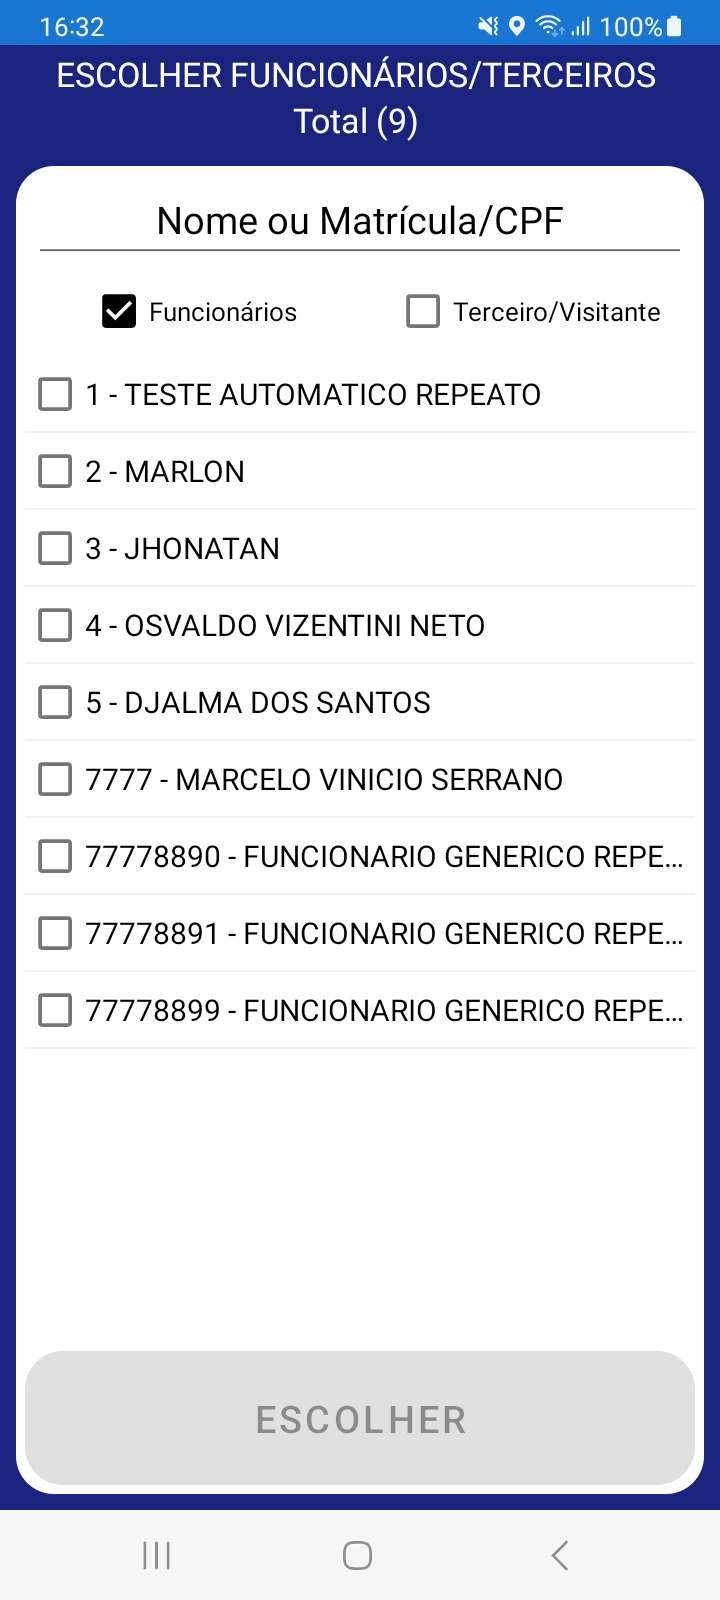 16:32
100%
ESCOLHER FUNCIONÁRIOS/TERCEIROS
Total (9)
Nome ou Matrícula/CPF
Funcionários
Terceiro/Visitante
1 - TESTE AUTOMATICO REPEATO
2 - MARLON
3 - JHONATAN
4 - OSVALDO VIZENTINI NETO
5 - DJALMA DOS SANTOS
7777 - MARCELO VINICIO SERRANO
77778890 - FUNCIONARIO GENERICO REPE...
77778891 - FUNCIONARIO GENERICO REPE...
77778899 - FUNCIONARIO GENERICO REPE...
ESCOLHER